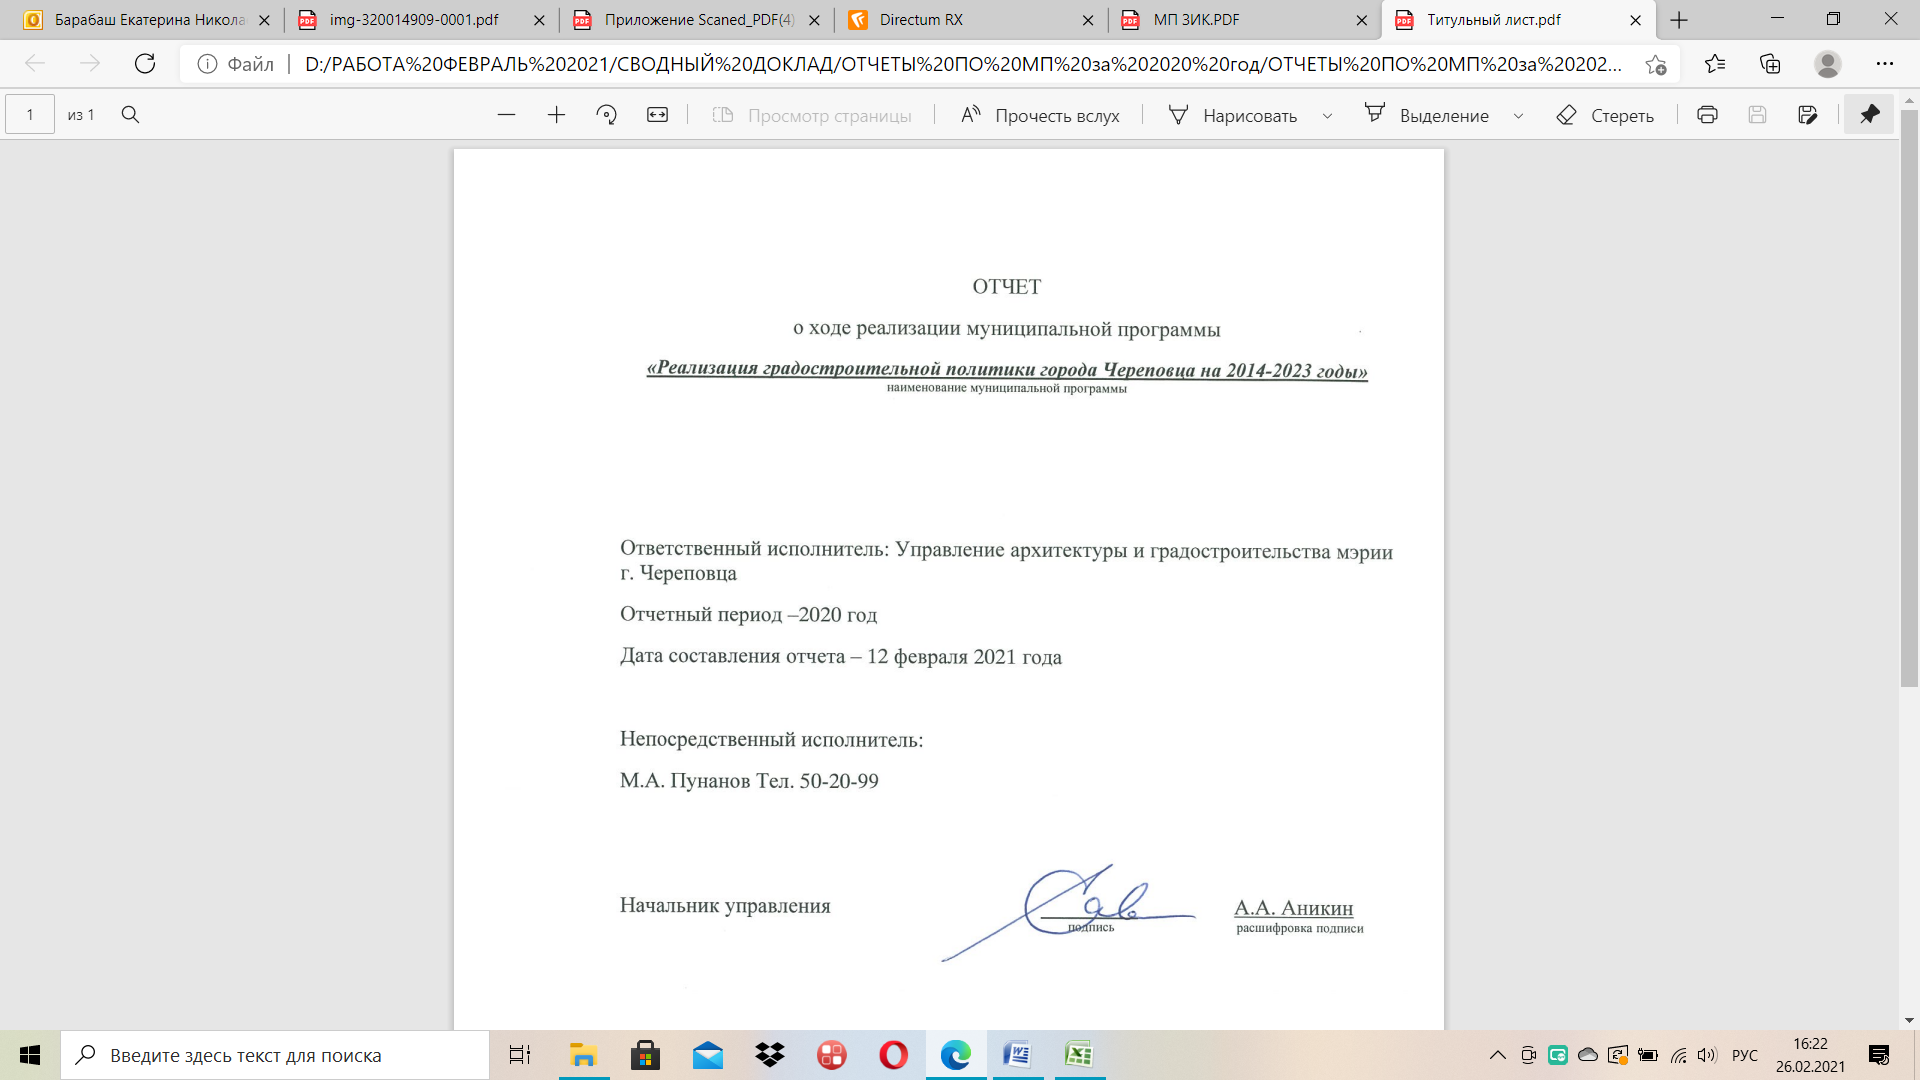 Барабаш Екатерина Никола
img-320014909-0001.pdf
Приложение Scaned_PDF(4)
Directum RX
МП ЗИК.PDF
Титульный лист.pdf
Файл
D:/РАБОТА%20ФЕВРАЛЬ%202021/СВОДНЫЙ%20ДОКЛАД/ОТЧЕТЫ%20ПО%20МП%20за%202020%20год/ОТЧЕТЫ%20ПО%20МП%20за%20202...
1 из 1
Просмотр страницы
Прочесть вслух
Нарисовать
Выделение
Стереть
ОТЧЕТ
о ходе реализации муниципальной программы
«Реализация градостроительной политики города Череповца на 2014-2023 годы»
наименование муниципальной программы
Ответственный исполнитель: Управление архитектуры и градостроительства мэрии
г. Череповца
Отчетный период –2020 год
Дата составления отчета – 12 февраля 2021 года
Непосредственный исполнитель:
М.А. Пунанов Тел. 50-20-99
Начальник управления
А.А. Аникин
подпись
расшифровка подписи
Введите здесь текст для поиска
РУС
16:22
26.02.2021